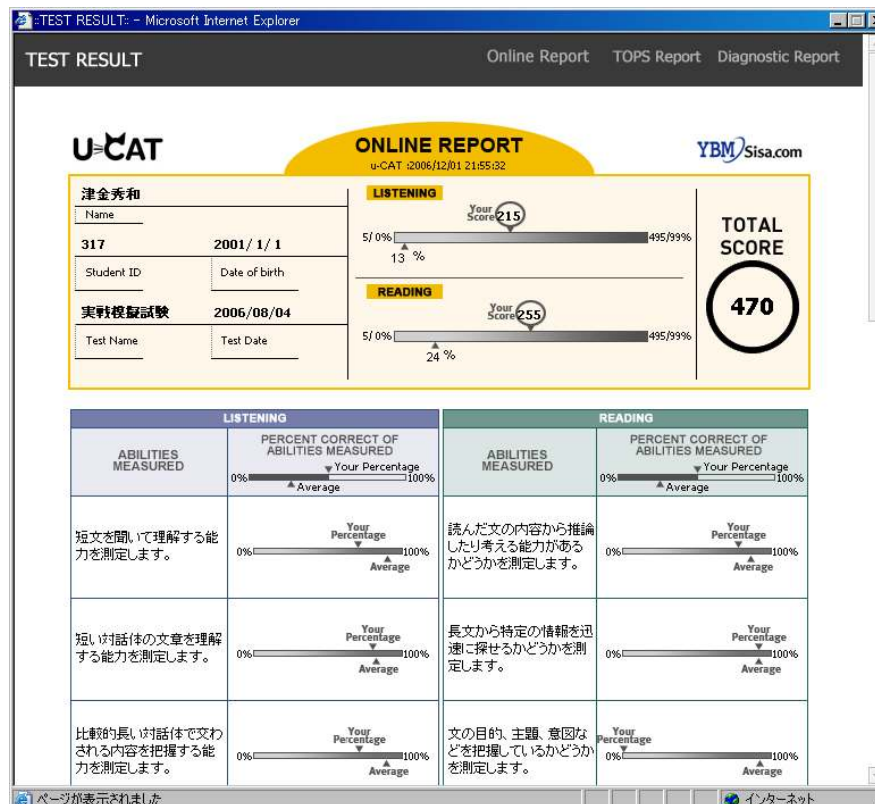 ::TEST RESULT:: - Microsoft Internet Explorer
TEST RESULT
Online Report TOPS Report Diagnostic Report
U-CAT
ONLINE REPORT
u-CAT :2006/12/01 21:55:32
YBM Sisa.com
津金秀和
Name
317 2001/ 1/ 1
Student ID Date of birth
実戦模擬試験 2006/08/04
Test Name Test Date
LISTENING
Your Score 215
5/ 0% 495/99%
13 %
READING
Your Score 255
5/ 0% 495/99%
24 %
TOTAL
SCORE
470
LISTENING
ABILITIES
MEASURED
PERCENT CORRECT OF
ABILITIES MEASURED
Your Percentage
0% 100%
Average
短文を聞いて理解する能
力を測定します。
Your
Percentage
0% 100%
Average
短い対話体の文章を理解
する能力を測定します。
Your
Percentage
0% 100%
Average
比較的長い対話体で交わ
される内容を把握する能
力を測定します。
Your
Percentage
0% 100%
Average
READING
ABILITIES
MEASURED
PERCENT CORRECT OF
ABILITIES MEASURED
Your Percentage
0% 100%
Average
読んだ文の内容から推論
したり考える能力がある
かどうかを測定します。
Your
Percentage
0% 100%
Average
長文から特定の情報を迅
速に探せるかどうかを測
定します。
Your
Percentage
0% 100%
Average
文の目的、主題、意図な
どを把握しているかどうか
を測定します。
Your
Percentage
0% 100%
Average
ページが表示されました インターネット